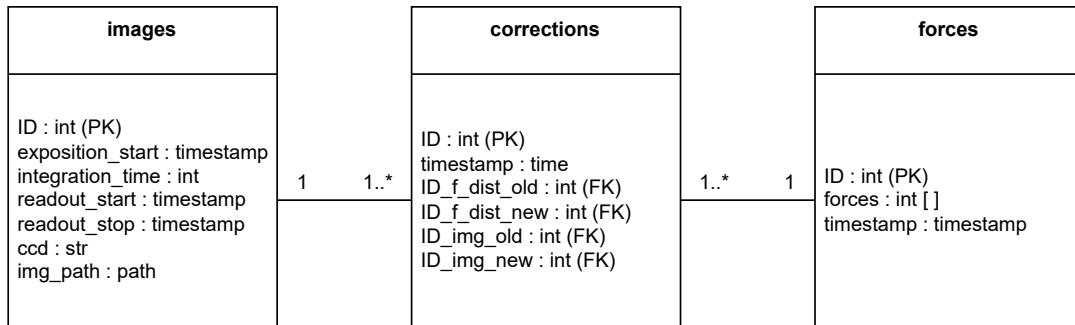 images
ID : int (PK)
exposition_start : timestamp
integration_time : int
readout_start : timestamp
readout_stop : timestamp
ccd : str
img_path : path
1
1..*
corrections
ID : int (PK)
timestamp : time
ID_f_dist_old : int (FK)
ID_f_dist_new : int (FK)
ID_img_old : int (FK)
ID_img_new : int (FK)
1..*
1
forces
ID : int (PK)
forces : int [ ]
timestamp : timestamp